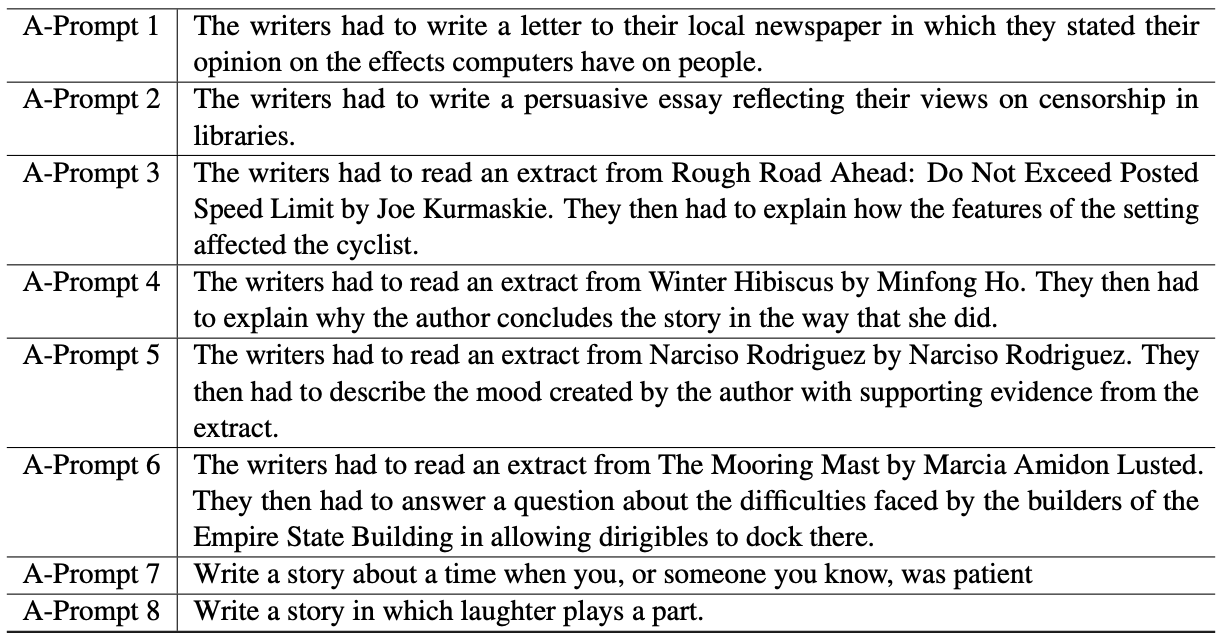 A-Prompt 1 The writers had to write a letter to their local newspaper in which they stated their
opinion on the effects computers have on people.
A-Prompt 2 The writers had to write a persuasive essay reflecting their views on censorship in
libraries.
A-Prompt 3 The writers had to read an extract from Rough Road Ahead: Do Not Exceed Posted
Speed Limit by Joe Kurmaskie. They then had to explain how the features of the setting
affected the cyclist.
A-Prompt 4 The writers had to read an extract from Winter Hibiscus by Minfong Ho. They then had
to explain why the author concludes the story in the way that she did.
A-Prompt 5 The writers had to read an extract from Narciso Rodriguez by Narciso Rodriguez. They
then had to describe the mood created by the author with supporting evidence from the
extract.
A-Prompt 6 The writers had to read an extract from The Mooring Mast by Marcia Amidon Lusted.
They then had to answer a question about the difficulties faced by the builders of the
Empire State Building in allowing dirigibles to dock there.
A-Prompt 7 Write a story about a time when you, or someone you know, was patient
A-Prompt 8 Write a story in which laughter plays a part.